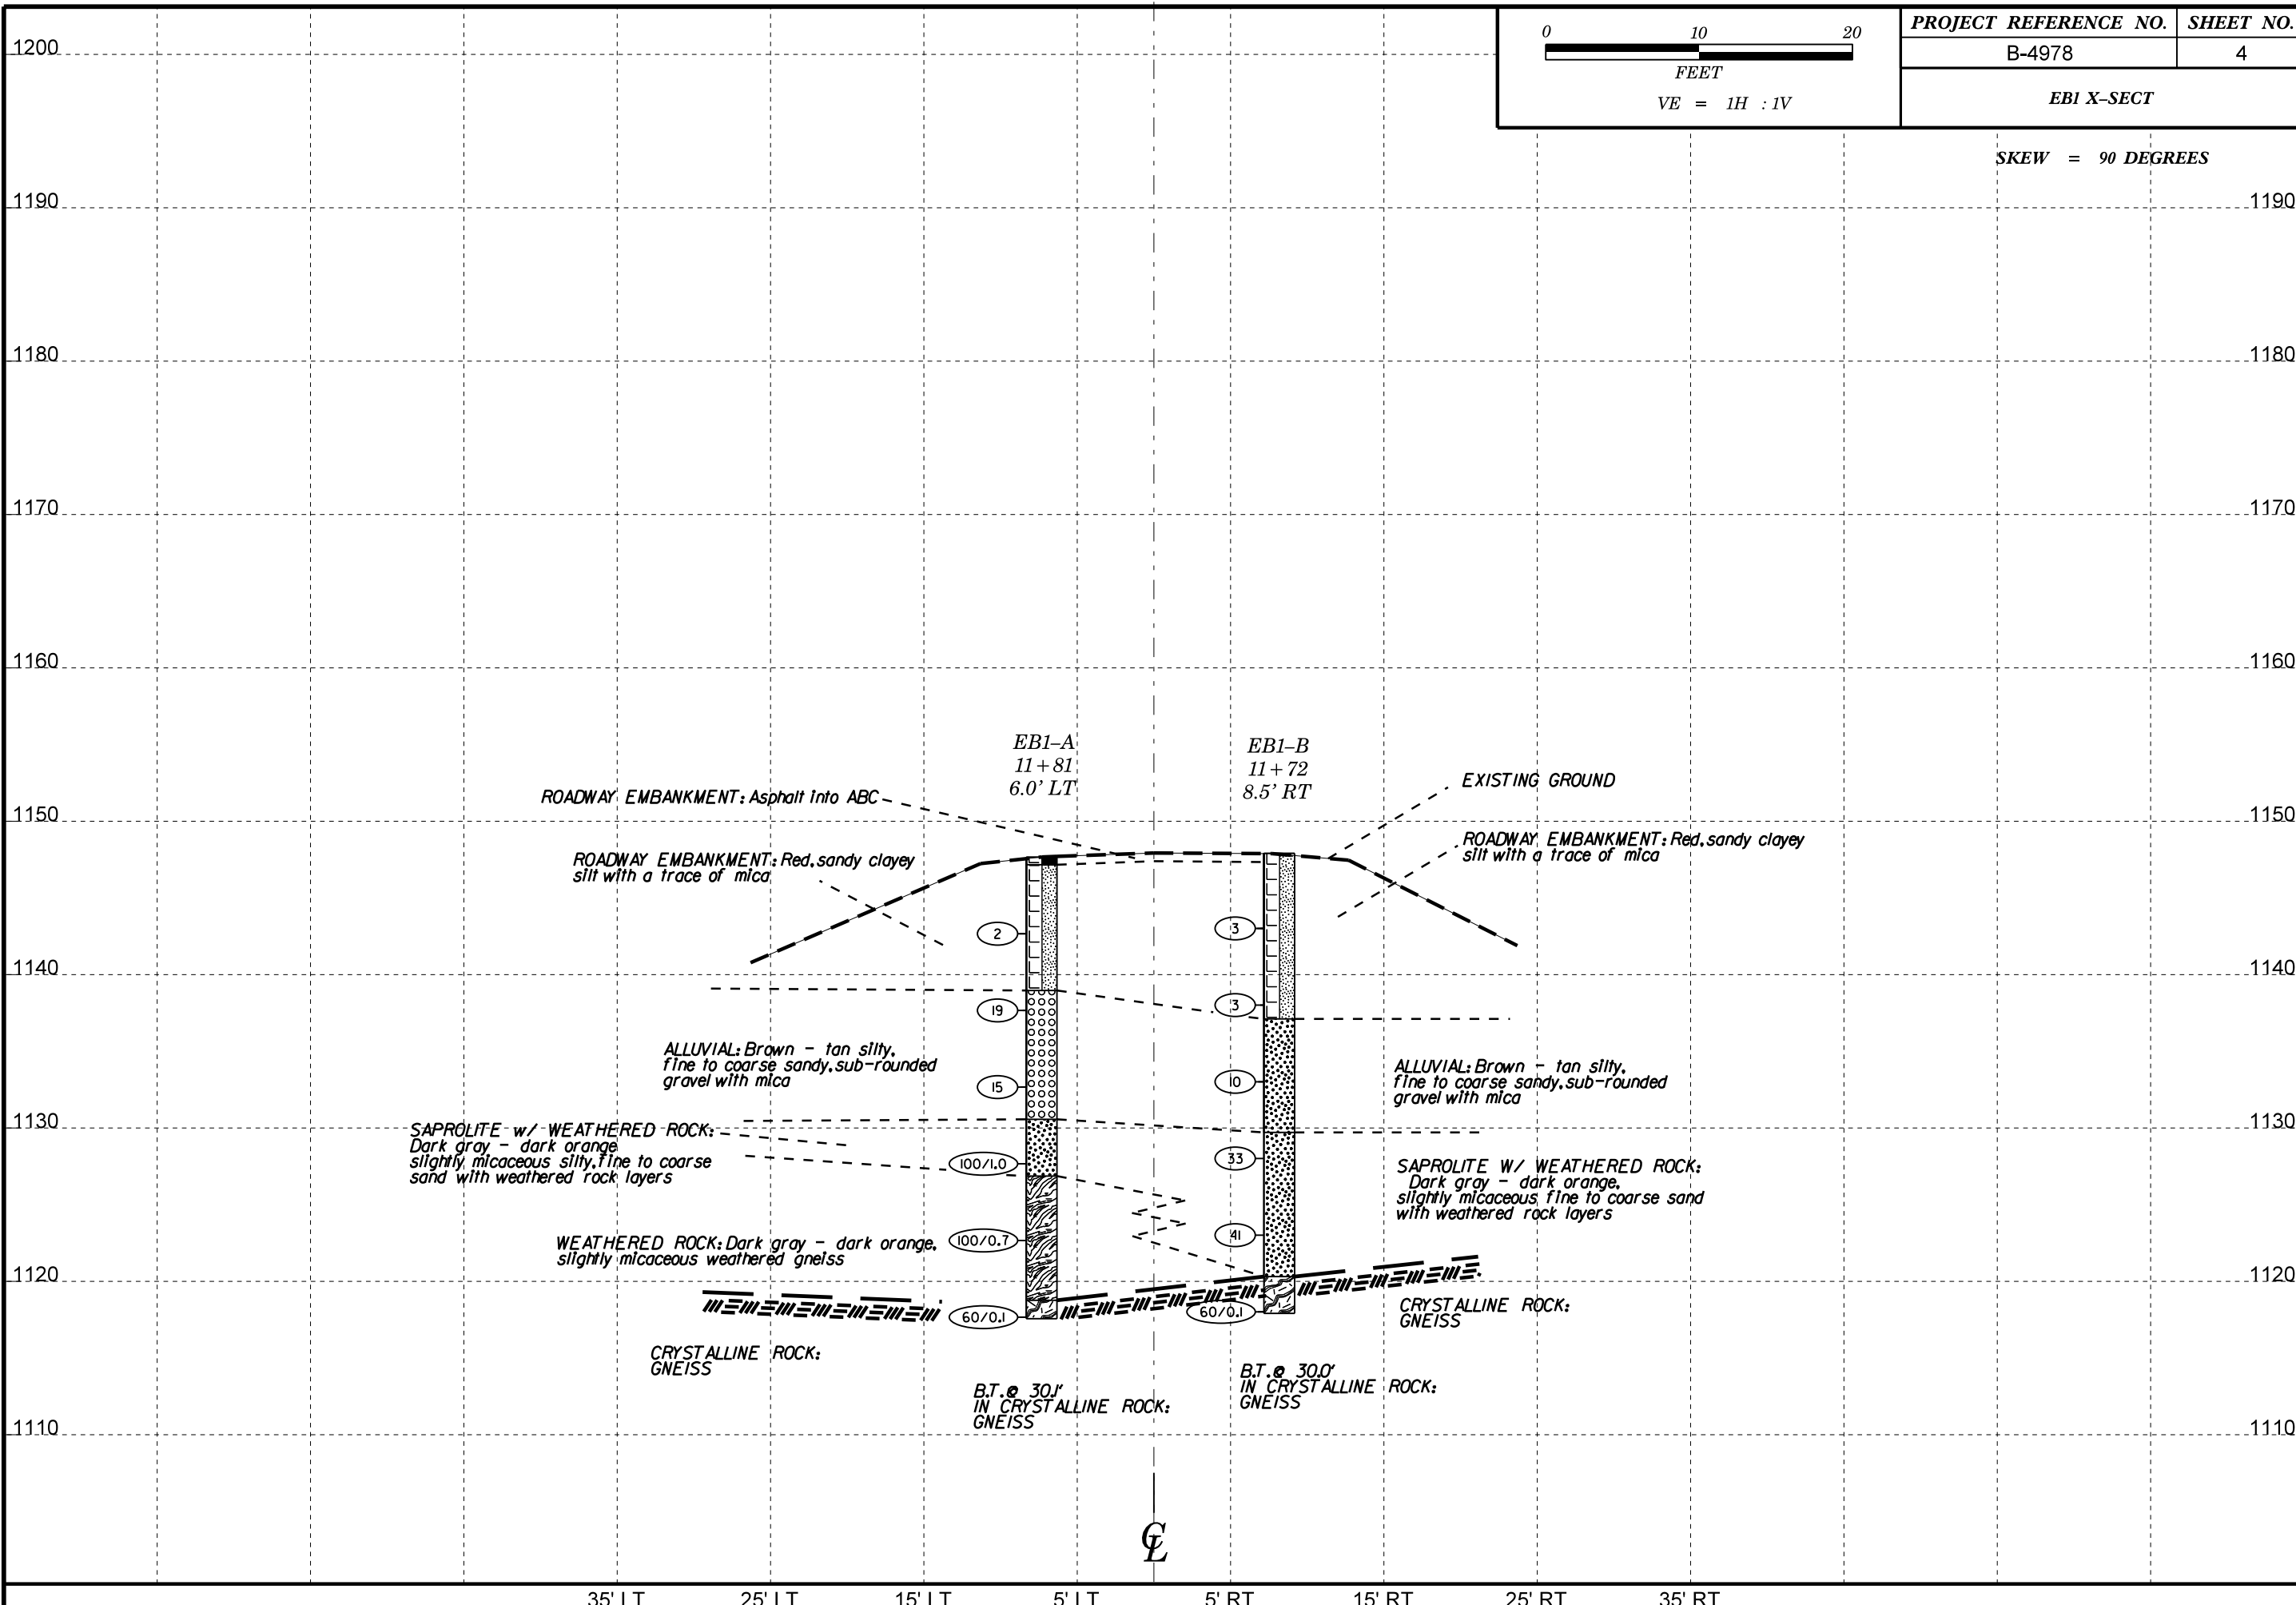 0 10 20
FEET
VE = 1H : 1V
PROJECT REFERENCE NO. SHEET NO.
B-4978 4
EB1 X-SECT
SKEW = 90 DEGREES
1200
1190 1190
1180 1180
1170 1170
1160 1160
EB1-A
11+81
6.0' LT
EB1-B
11+72
8.5' RT
ROADWAY EMBANKMENT: Asphalt into ABC
EXISTING GROUND
1150 1150
ROADWAY EMBANKMENT: Red, sandy clayey
silt with a trace of mica
ROADWAY EMBANKMENT: Red, sandy clayey
silt with a trace of mica
2
3
1140 1140
19
3
ALLUVIAL: Brown - tan silty,
fine to coarse sandy, sub-rounded
gravel with mica
15
10
ALLUVIAL: Brown - tan silty,
fine to coarse sandy, sub-rounded
gravel with mica
1130 1130
SAPROLITE w/ WEATHERED ROCK:
Dark gray - dark orange
slightly micaceous silty, fine to coarse
sand with weathered rock layers
100/1.0
33
SAPROLITE W/ WEATHERED ROCK:
Dark gray - dark orange,
slightly micaceous fine to coarse sand
with weathered rock layers
WEATHERED ROCK: Dark gray - dark orange,
slightly micaceous weathered gneiss
100/0.7
41
1120 1120
60/0.1
60/0.1
CRYSTALLINE ROCK:
GNEISS
CRYSTALLINE ROCK:
GNEISS
B.T. @ 30.1'
IN CRYSTALLINE ROCK:
GNEISS
B.T. @ 30.0'
IN CRYSTALLINE ROCK:
GNEISS
1110 1110
CL
35' LT 25' LT 15' LT 5' LT 5' RT 15' RT 25' RT 35' RT